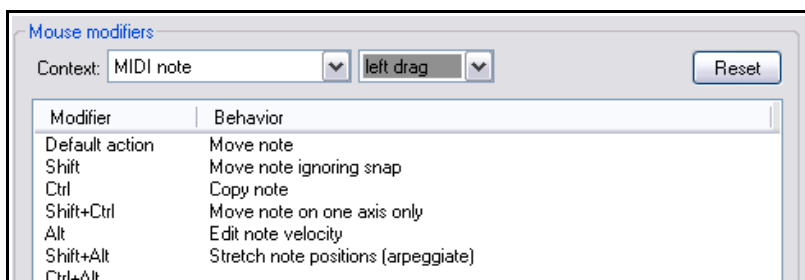 Mouse modifiers
Context: MIDI note left drag Reset
Modifier Behavior
Default action Move note
Shift Move note ignoring snap
Ctrl Copy note
Shift+Ctrl Move note on one axis only
Alt Edit note velocity
Shift+Alt Stretch note positions (arpeggiate)
Ctrl+Alt